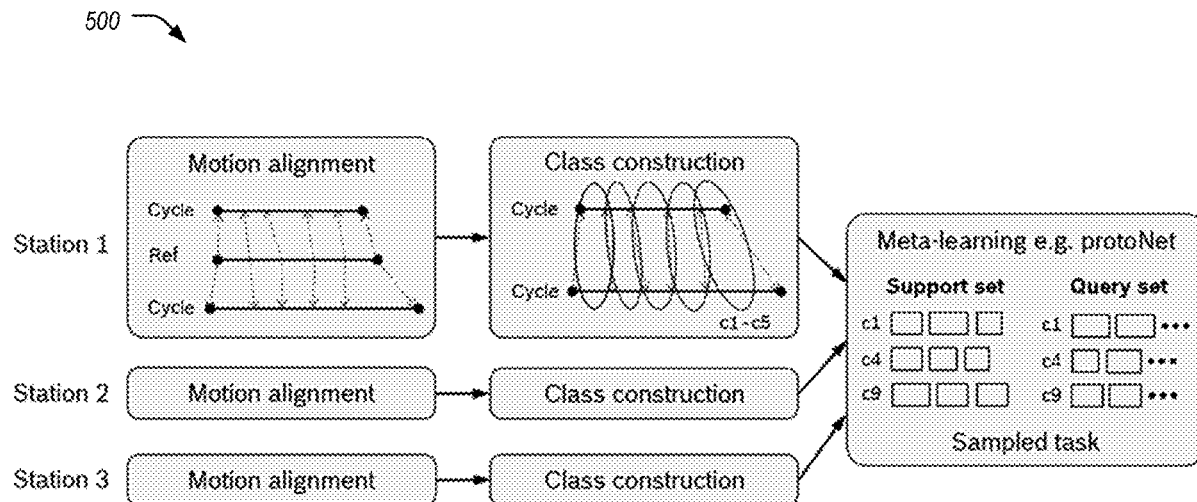 500
Motion alignment
Cycle
Ref
Cycle
Station 1
Class construction
Cycle
Cycle
c1-c5
Meta-learning e.g. protoNet
Support set Query set
c1 c1
c4 c4
c9 c9
Sampled task
Station 2 Motion alignment Class construction
Station 3 Motion alignment Class construction